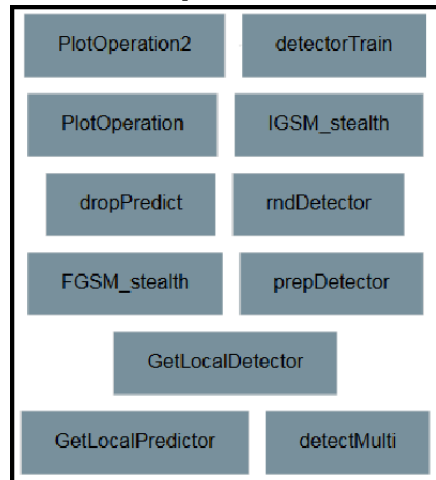 PlotOperation2 detectorTrain
PlotOperation IGSM_stealth
dropPredict rndDetector
FGSM_stealth prepDetector
GetLocalDetector
GetLocalPredictor detectMulti